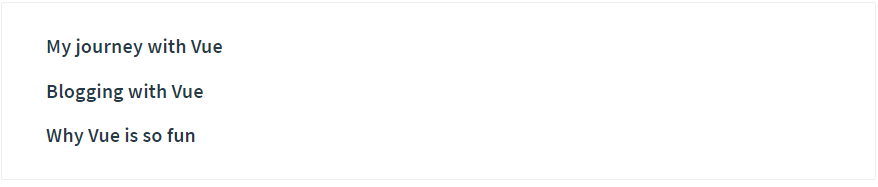 My journey with Vue
Blogging with Vue
Why Vue is so fun